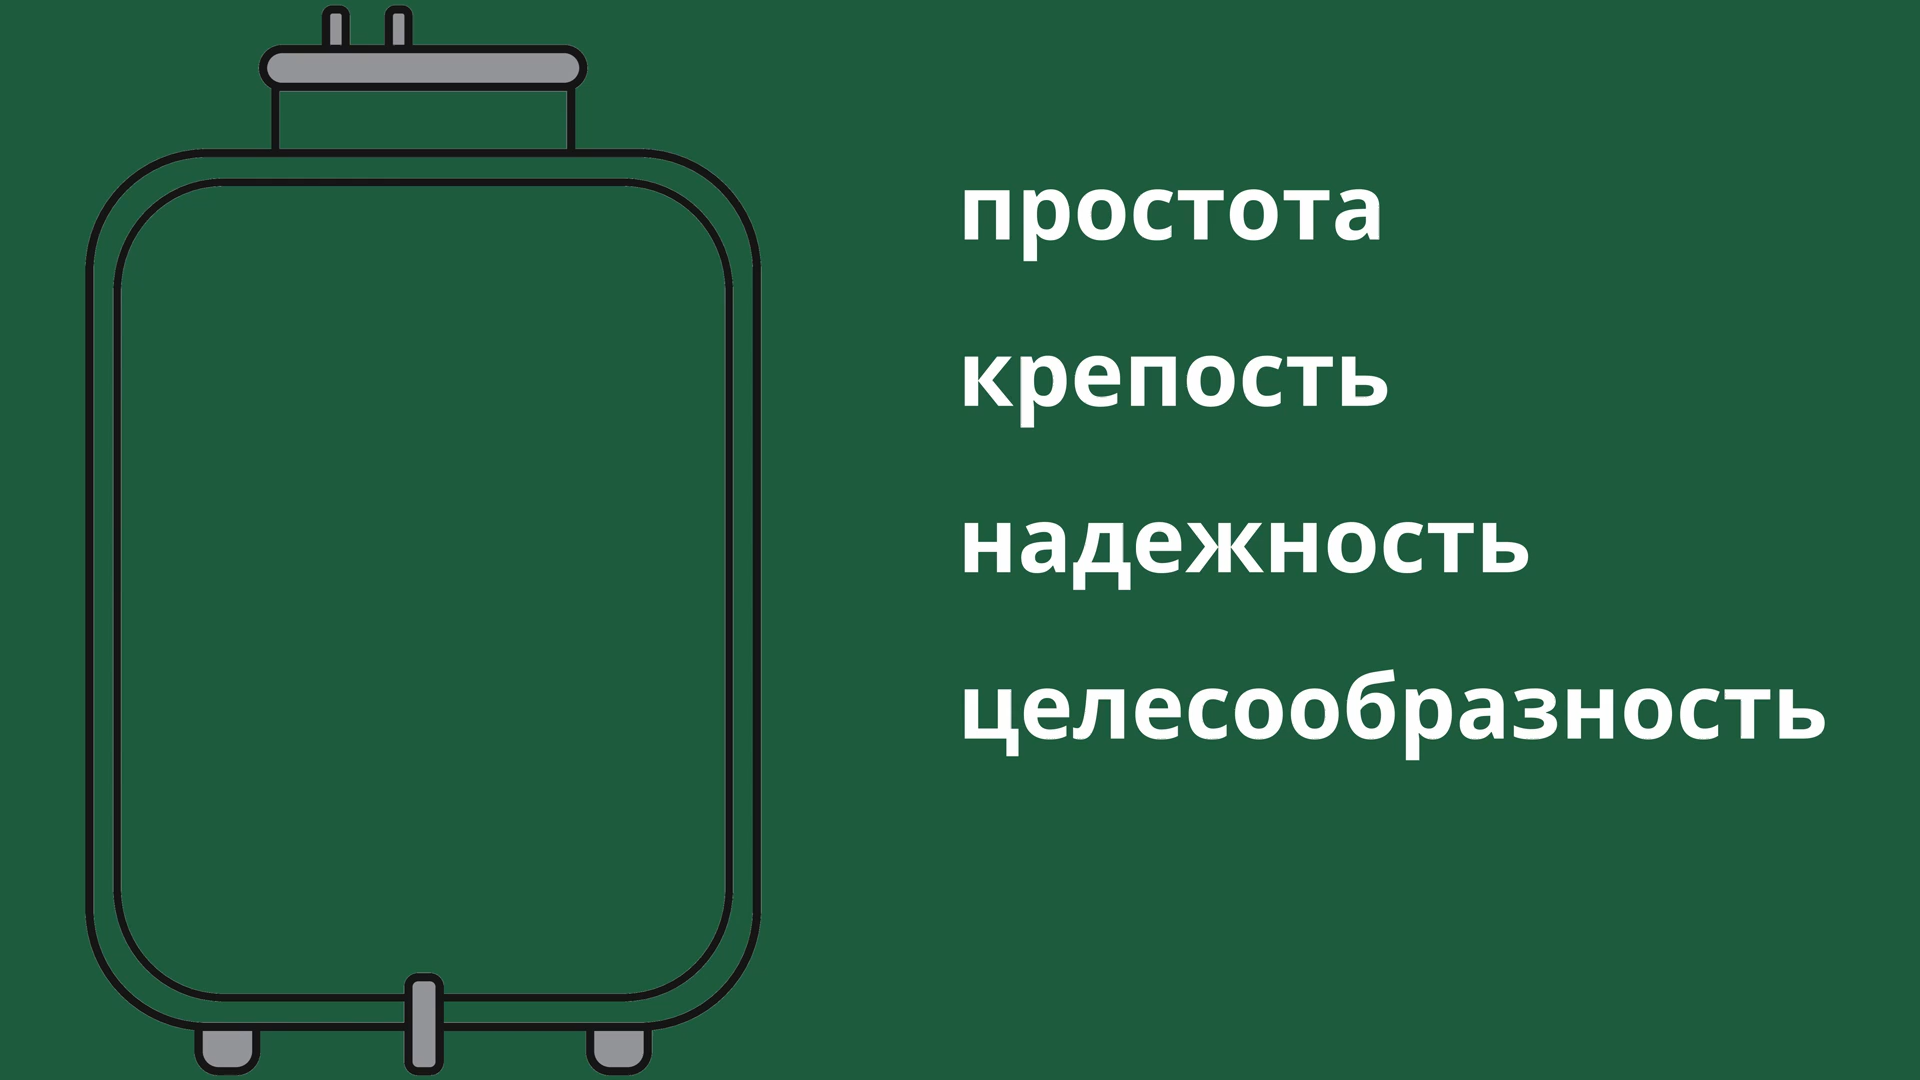 простота
крепость
надежность
целесообразность